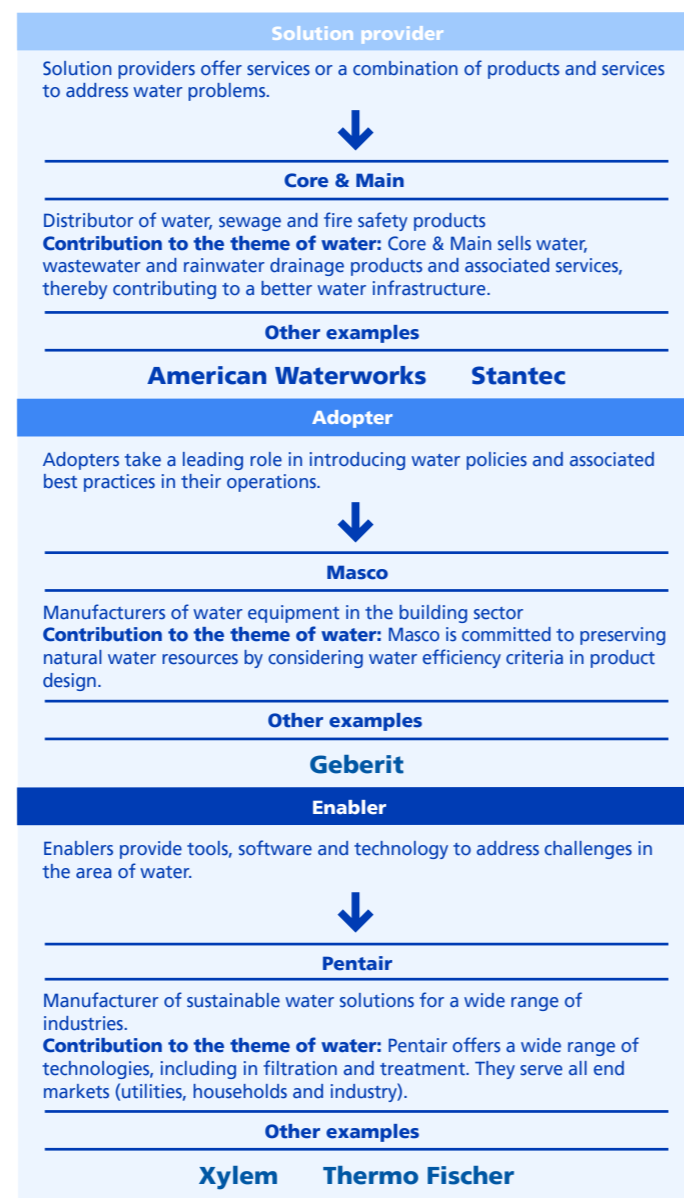 Solution provider
Solution providers offer services or a combination of products and services
to address water problems.
Core & Main
Distributor of water, sewage and fire safety products
Contribution to the theme of water: Core & Main sells water,
wastewater and rainwater drainage products and associated services,
thereby contributing to a better water infrastructure.
Other examples
American Waterworks Stantec
Adopter
Adopters take a leading role in introducing water policies and associated
best practices in their operations.
Masco
Manufacturers of water equipment in the building sector
Contribution to the theme of water: Masco is committed to preserving
natural water resources by considering water efficiency criteria in product
design.
Other examples
Geberit
Enabler
Enablers provide tools, software and technology to address challenges in
the area of water.
Pentair
Manufacturer of sustainable water solutions for a wide range of
industries.
Contribution to the theme of water: Pentair offers a wide range of
technologies, including in filtration and treatment. They serve all end
markets (utilities, households and industry).
Other examples
Xylem Thermo Fischer